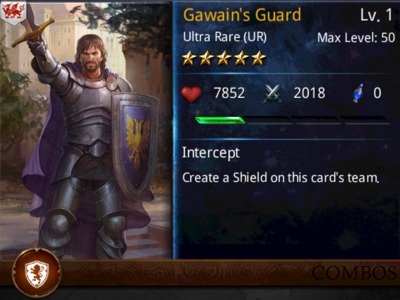 Gawain's Guard Lv. 1
Ultra Rare (UR) Max Level: 50
7852 2018 0
Intercept
Create a Shield on this card's team.
COMBOS